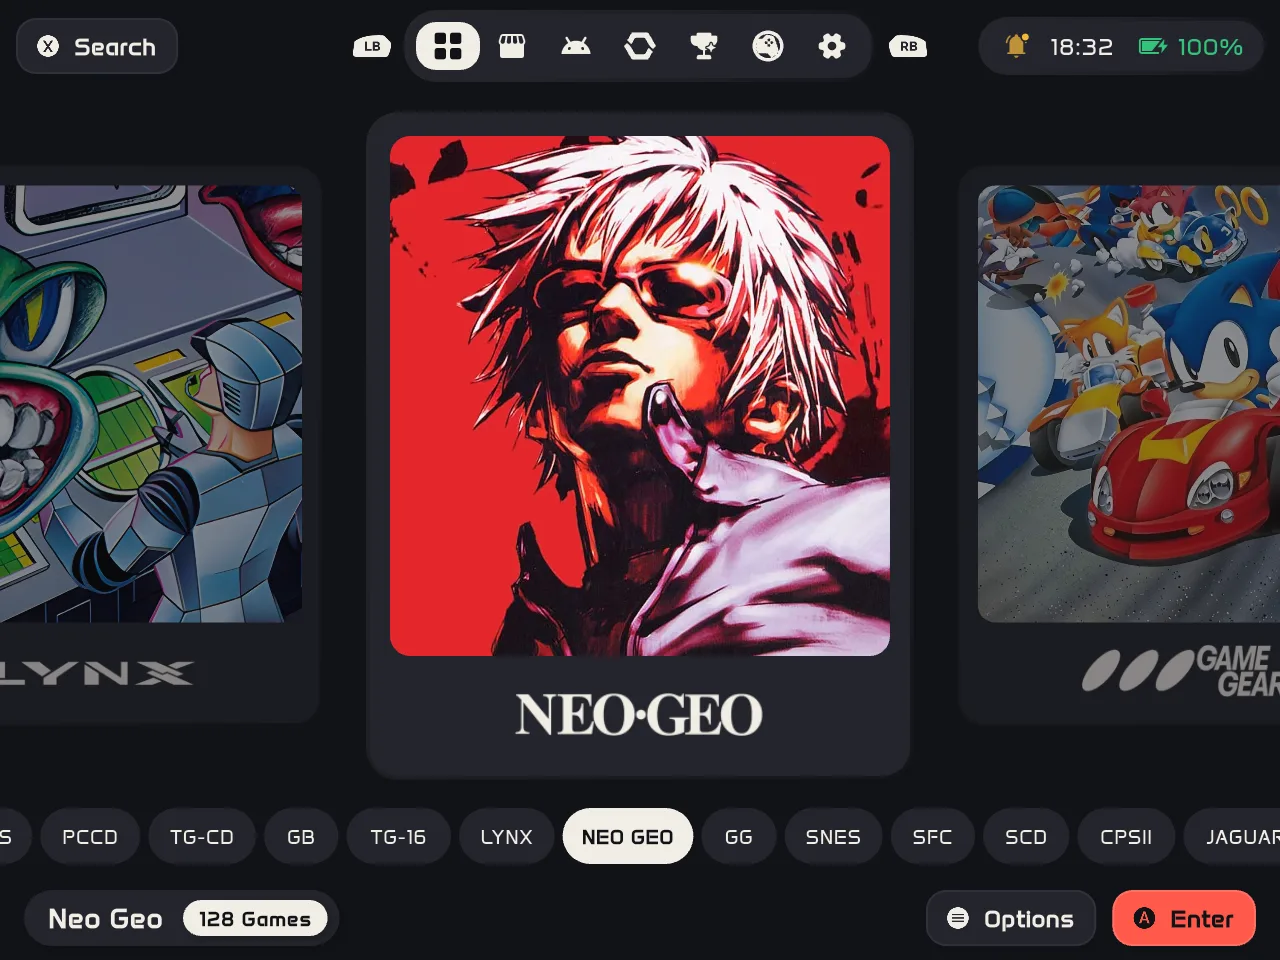 X Search
LB
RB
18:32
100%
LYNX
NEO·GEO
GAME
GEAR
S
PCCD
TG-CD
GB
TG-16
LYNX
NEO GEO
GG
SNES
SFC
SCD
CPSII
JAGUAR
Neo Geo
128 Games
Options
A Enter